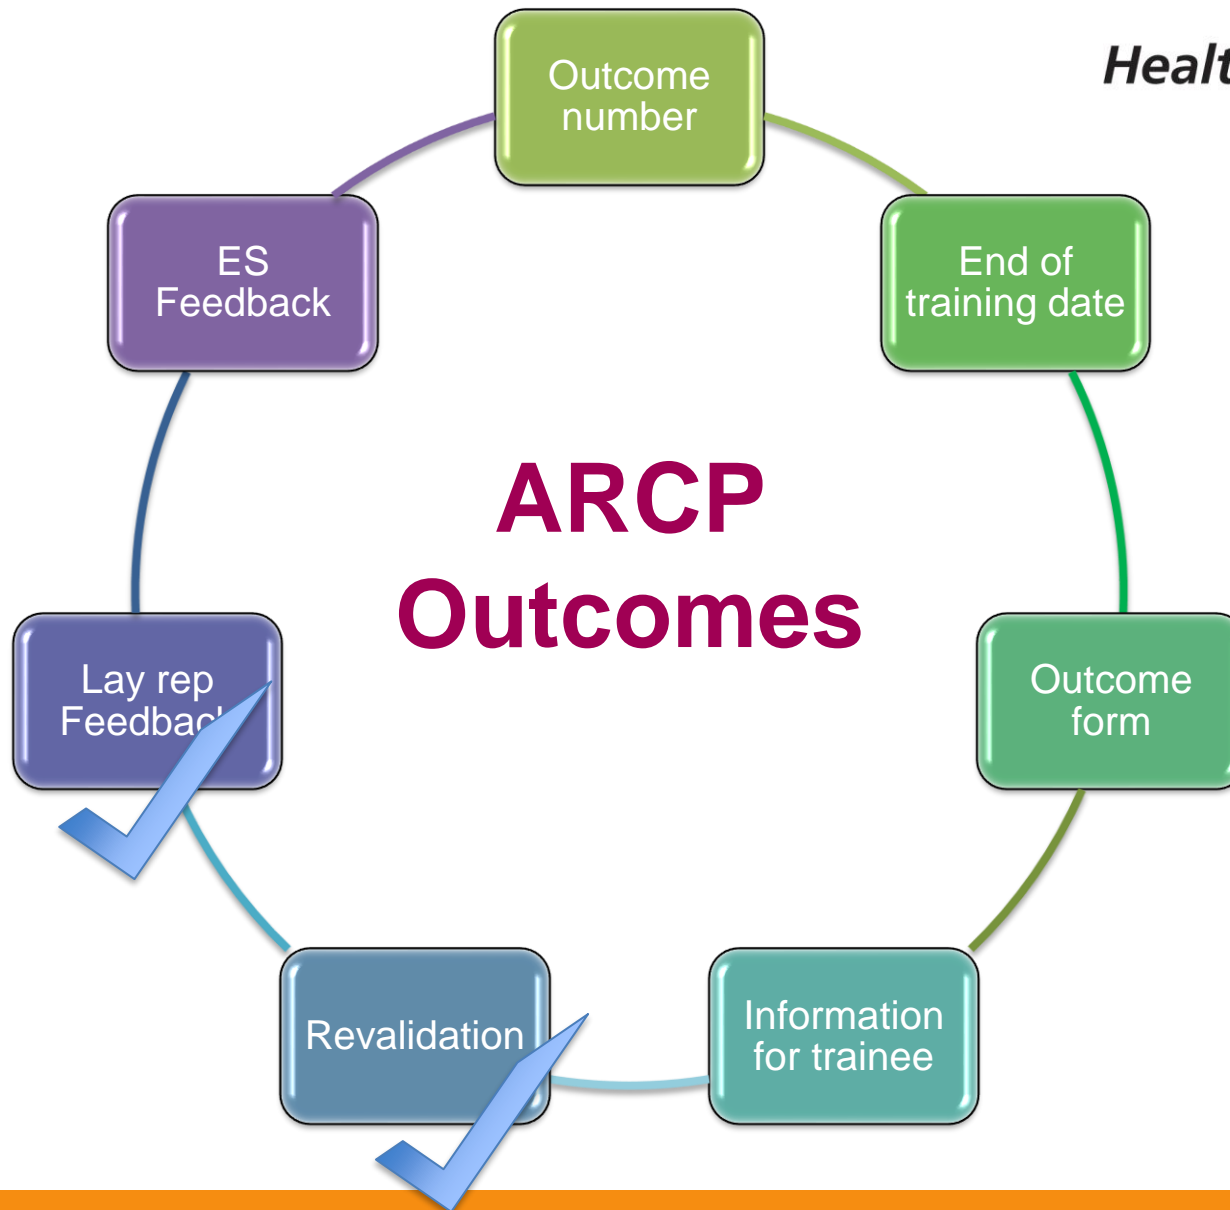 Outcome
number
End of
training date
Outcome
form
Information
for trainee
Revalidation
Lay rep
Feedback
ES
Feedback
ARCP
Outcomes
Healt